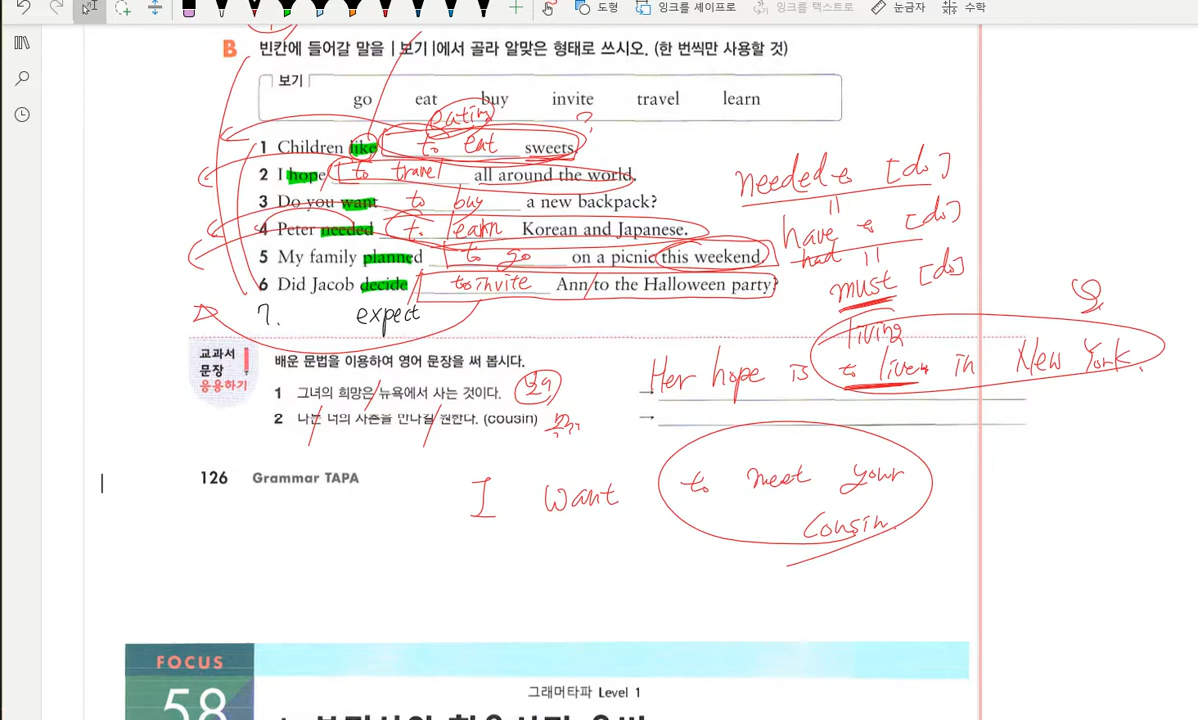 도형 잉크를 셰이프로 잉크를 텍스트로 눈금자 수학
B 빈칸에 들어갈 말을 | 보기 |에서 골라 알맞은 형태로 쓰시오. (한 번씩만 사용할 것)
보기
go eat buy invite travel learn
eating
?
1 Children like to eat sweets.
2 I hope to travel all around the world.
3 Do you want to buy a new backpack?
4 Peter needed to learn Korean and Japanese.
5 My family planned to go on a picnic this weekend.
6 Did Jacob decide to invite Ann to the Halloween party?
7. expect
needed to [do]
=
have to [do]
had =
must [do]
living
교과서
문장
응용하기
배운 문법을 이용하여 영어 문장을 써 봅시다.
1 그녀의 희망은 뉴욕에서 사는 것이다. 보어 → Her hope is to live in New York.
2 나는 너의 사촌을 만나길 원한다. (cousin) →
126 Grammar TAPA
I want to meet your
cousin.
FOCUS
58
그래머타파 Level 1